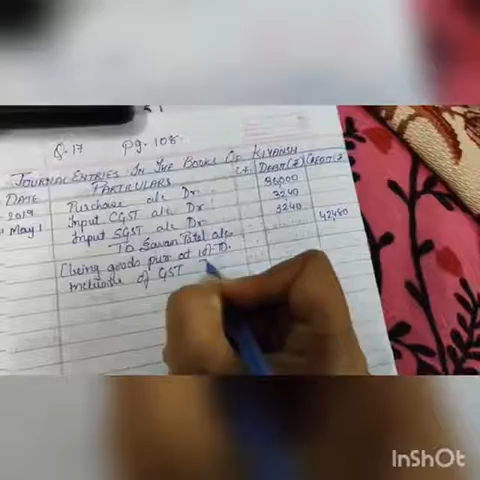 Q-17 Pg-108.
JOURNAL ENTRIES IN THE BOOKS OF KIYANSH
DATE PARTICULARS L.F. DEBIT(₹) CREDIT(₹)
2019 Purchase a/c Dr. 36000
May 1 Input CGST a/c Dr. 3240
Input SGST a/c Dr. 3240
To Sawan Patel a/c 42480
(being goods pur. at 10% T.D.
inclusive of GST
InShOt